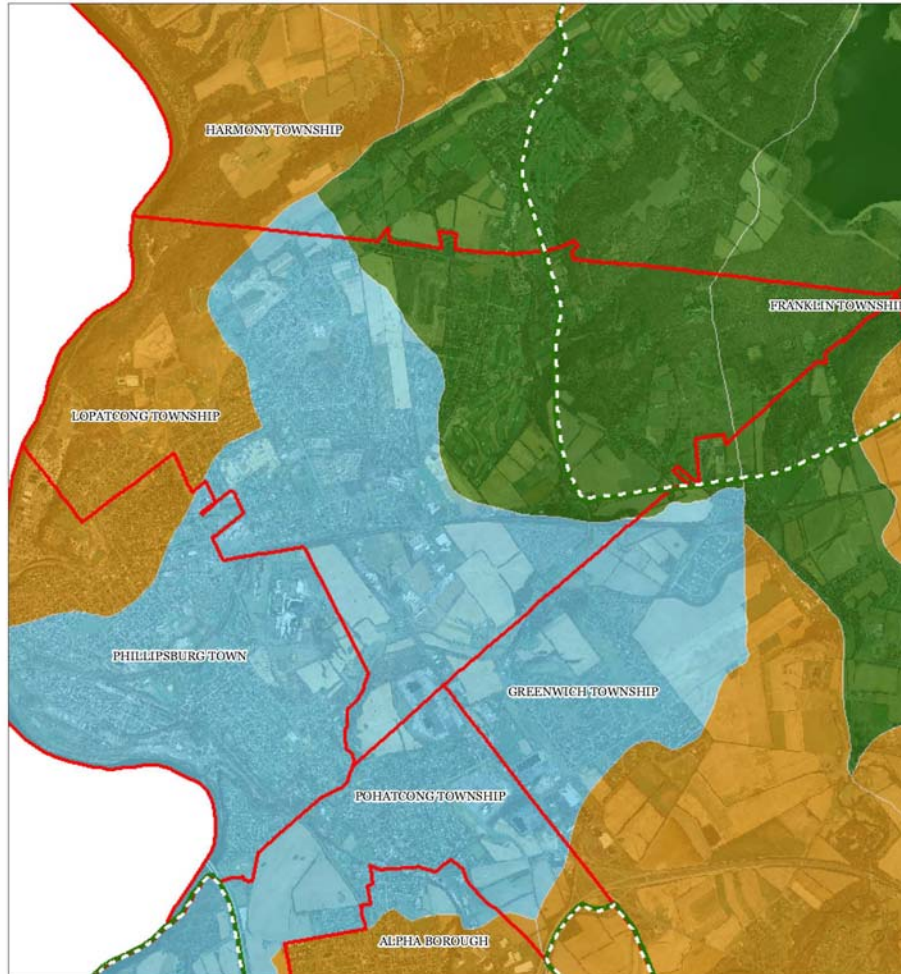 HARMONY TOWNSHIP
FRANKLIN TOWNSHIP
LOPATCONG TOWNSHIP
PHILLIPSBURG TOWN
GREENWICH TOWNSHIP
POHATCONG TOWNSHIP
ALPHA BOROUGH